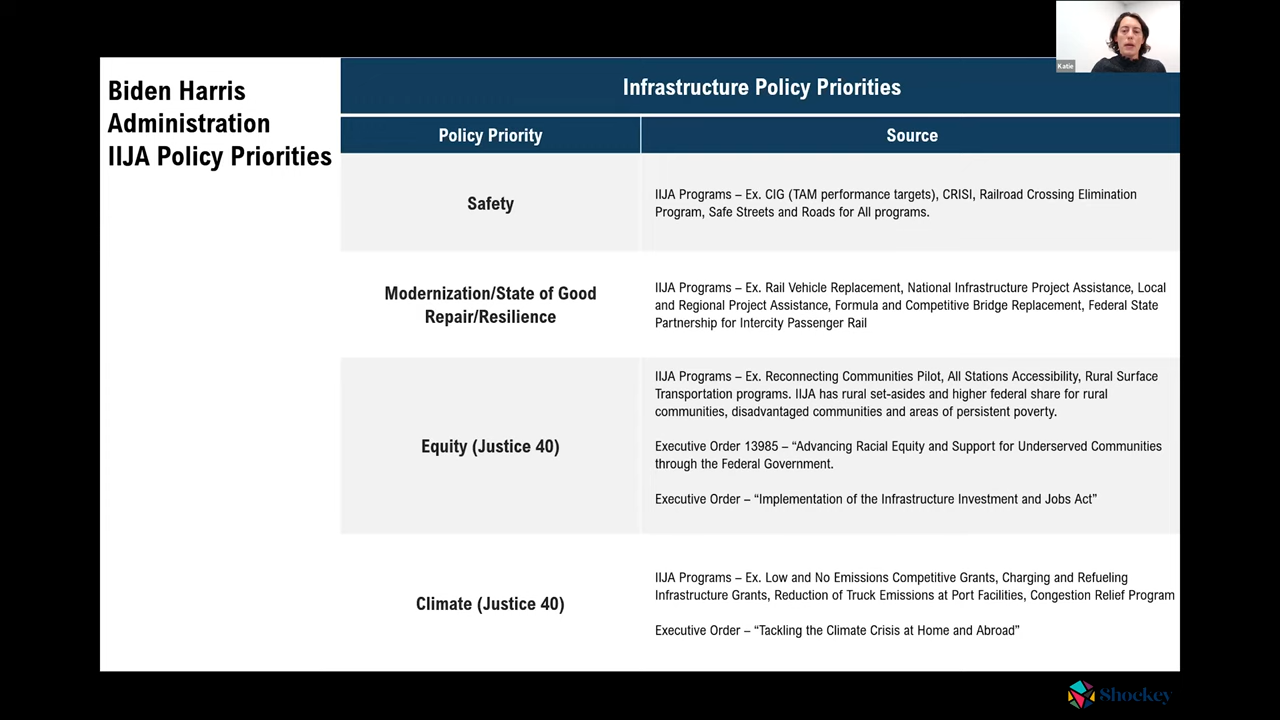 Biden Harris
Administration
IIJA Policy Priorities
Infrastructure Policy Priorities
Policy Priority
Source
Safety
IIJA Programs – Ex. CIG (TAM performance targets), CRISI, Railroad Crossing Elimination
Program, Safe Streets and Roads for All programs.
Modernization/State of Good
Repair/Resilience
IIJA Programs – Ex. Rail Vehicle Replacement, National Infrastructure Project Assistance, Local
and Regional Project Assistance, Formula and Competitive Bridge Replacement, Federal State
Partnership for Intercity Passenger Rail
Equity (Justice 40)
IIJA Programs – Ex. Reconnecting Communities Pilot, All Stations Accessibility, Rural Surface
Transportation programs. IIJA has rural set-asides and higher federal share for rural
communities, disadvantaged communities and areas of persistent poverty.
Executive Order 13985 – “Advancing Racial Equity and Support for Underserved Communities
through the Federal Government.
Executive Order – “Implementation of the Infrastructure Investment and Jobs Act”
Climate (Justice 40)
IIJA Programs – Ex. Low and No Emissions Competitive Grants, Charging and Refueling
Infrastructure Grants, Reduction of Truck Emissions at Port Facilities, Congestion Relief Program
Executive Order – “Tackling the Climate Crisis at Home and Abroad”
Katie
Shockey